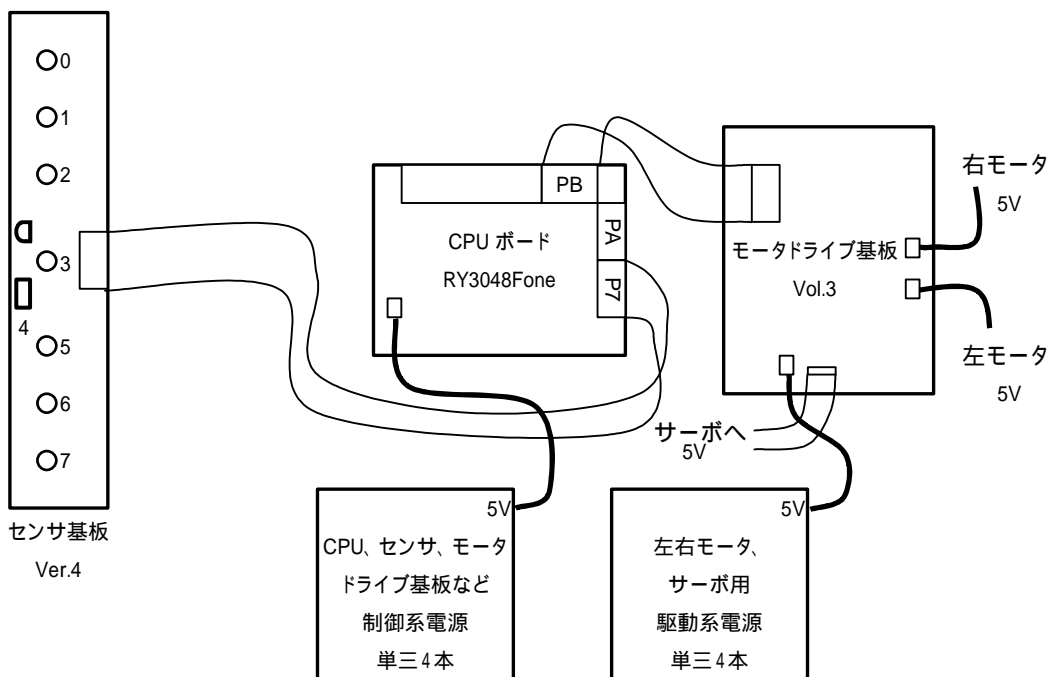 0
1
2
3
4
5
6
7
センサ基板
Ver.4
PB
PA
P7
CPU ボード
RY3048Fone
モータドライブ基板
Vol.3
右モータ
5V
左モータ
5V
サーボへ
5V
5V
CPU、センサ、モータ
ドライブ基板など
制御系電源
単三4本
5V
左右モータ、
サーボ用
駆動系電源
単三4本